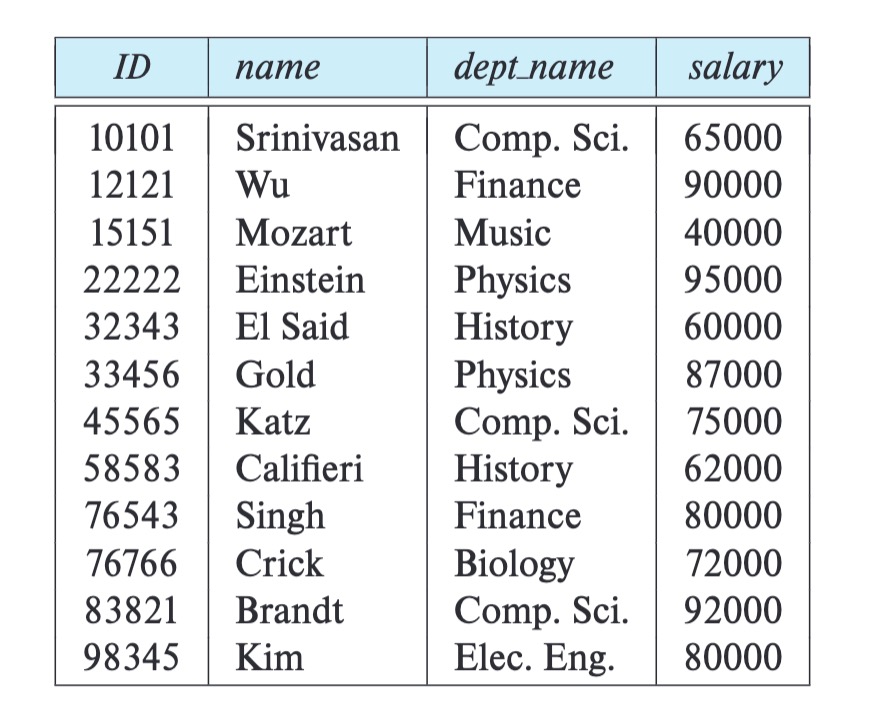 ID name dept_name salary
10101 Srinivasan Comp. Sci. 65000
12121 Wu Finance 90000
15151 Mozart Music 40000
22222 Einstein Physics 95000
32343 El Said History 60000
33456 Gold Physics 87000
45565 Katz Comp. Sci. 75000
58583 Califieri History 62000
76543 Singh Finance 80000
76766 Crick Biology 72000
83821 Brandt Comp. Sci. 92000
98345 Kim Elec. Eng. 80000